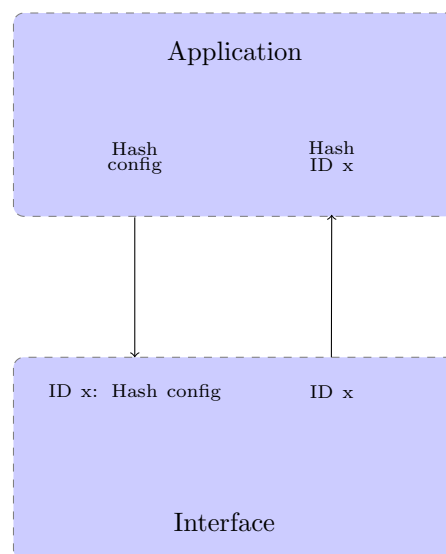 Application
Hash
config
Hash
ID x
ID x: Hash config
ID x
Interface